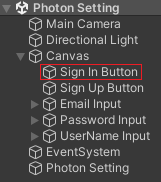 Photon Setting
Main Camera
Directional Light
Canvas
Sign In Button
Sign Up Button
Email Input
Password Input
UserName Input
EventSystem
Photon Setting